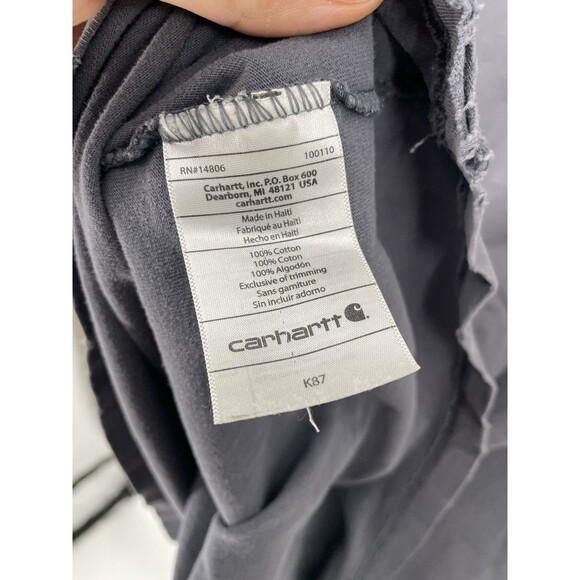 RN#14806 100110
Carhartt, Inc. P.O. Box 600
Dearborn, MI 48121 USA
carhartt.com
Made in Haiti
Fabriqué au Haïti
Hecho en Haiti
100% Cotton
100% Coton
100% Algodón
Exclusive of trimming
Sans garniture
Sin incluir adorno
carhartt
K87